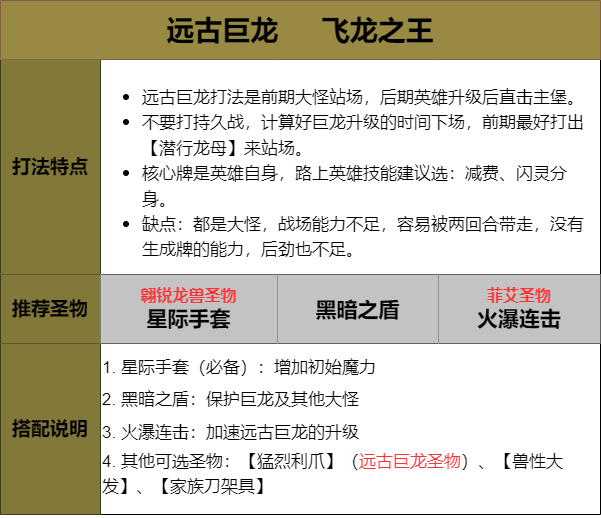 远古巨龙 飞龙之王
打法特点
• 远古巨龙打法是前期大怪站场，后期英雄升级后直击主堡。
• 不要打持久战，计算好巨龙升级的时间下场，前期最好打出
【潜行龙母】来站场。
• 核心牌是英雄自身，路上英雄技能建议选：减费、闪灵分
身。
• 缺点：都是大怪，战场能力不足，容易被两回合带走，没有
生成牌的能力，后劲也不足。
推荐圣物
翱锐龙兽圣物
星际手套
黑暗之盾
菲艾圣物
火瀑连击
搭配说明
1. 星际手套（必备）：增加初始魔力
2. 黑暗之盾：保护巨龙及其他大怪
3. 火瀑连击：加速远古巨龙的升级
4. 其他可选圣物：【猛烈利爪】（远古巨龙圣物）、【兽性大
发】、【家族刀架具】